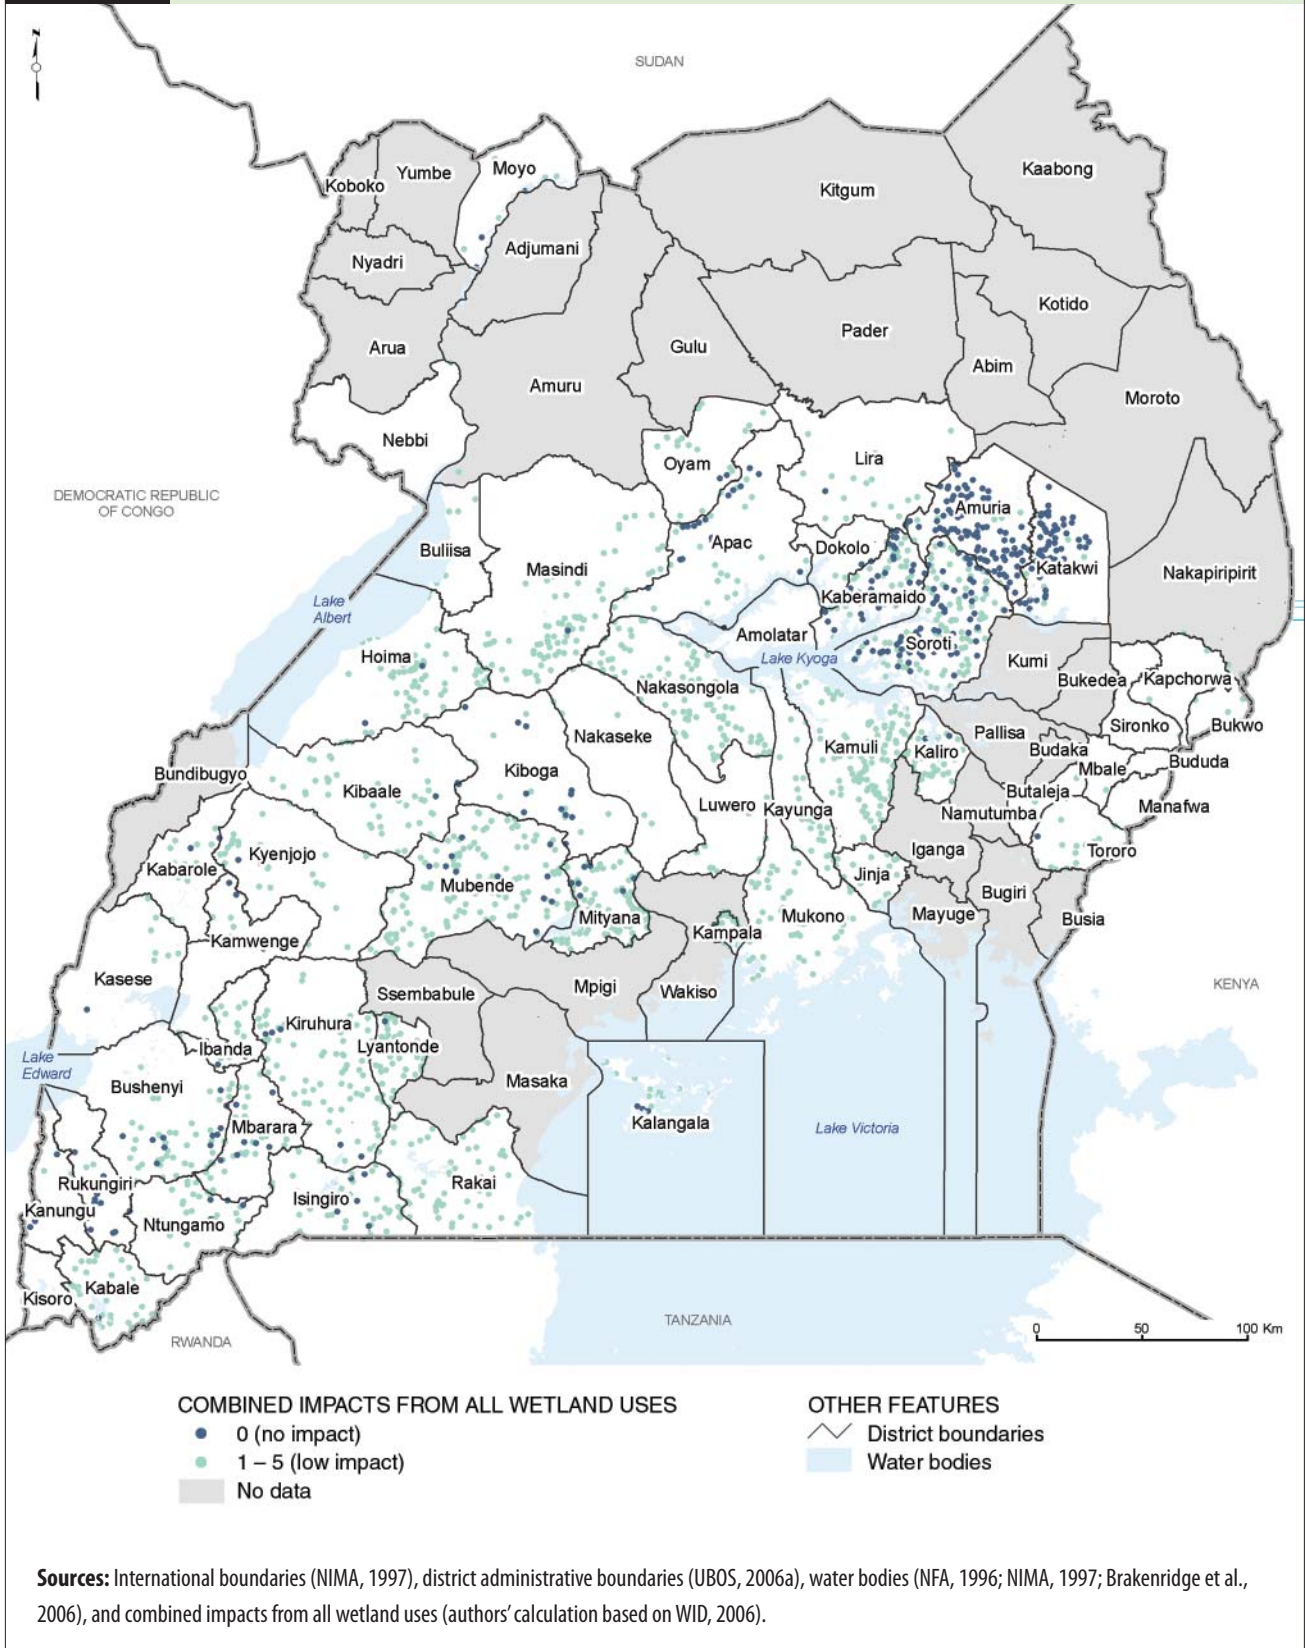 N
SUDAN
Koboko
Yumbe
Moyo
Kaabong
Kitgum
Adjumani
Nyadri
Kotido
Pader
Arua
Gulu
Abim
Amuru
Moroto
Nebbi
Lira
Oyam
DEMOCRATIC REPUBLIC
OF CONGO
Amuria
Apac
Dokolo
Buliisa
Masindi
Katakwi
Nakapiripirit
Kaberamaido
Lake
Albert
Amolatar
Soroti
Lake Kyoga
Hoima
Kumi
Bukedea
Kapchorwa
Nakasongola
Sironko
Bukwo
Nakaseke
Pallisa
Kamuli
Kaliro
Budaka
Bududa
Mbale
Bundibugyo
Kiboga
Kibaale
Butaleja
Luwero
Kayunga
Manafwa
Namutumba
Iganga
Tororo
Kyenjojo
Kabarole
Jinja
Mubende
Bugiri
Mityana
Mukono
Mayuge
Busia
Kampala
Kamwenge
Kasese
KENYA
Mpigi
Wakiso
Ssembabule
Kiruhura
Lyantonde
Ibanda
Lake
Edward
Bushenyi
Masaka
Mbarara
Kalangala
Lake Victoria
Rukungiri
Rakai
Isingiro
Kanungu
Ntungamo
Kabale
Kisoro
TANZANIA
RWANDA
0 50 100 Km
COMBINED IMPACTS FROM ALL WETLAND USES
0 (no impact)
1 – 5 (low impact)
No data
OTHER FEATURES
District boundaries
Water bodies
Sources: International boundaries (NIMA, 1997), district administrative boundaries (UBOS, 2006a), water bodies (NFA, 1996; NIMA, 1997; Brakenridge et al.,
2006), and combined impacts from all wetland uses (authors’ calculation based on WID, 2006).